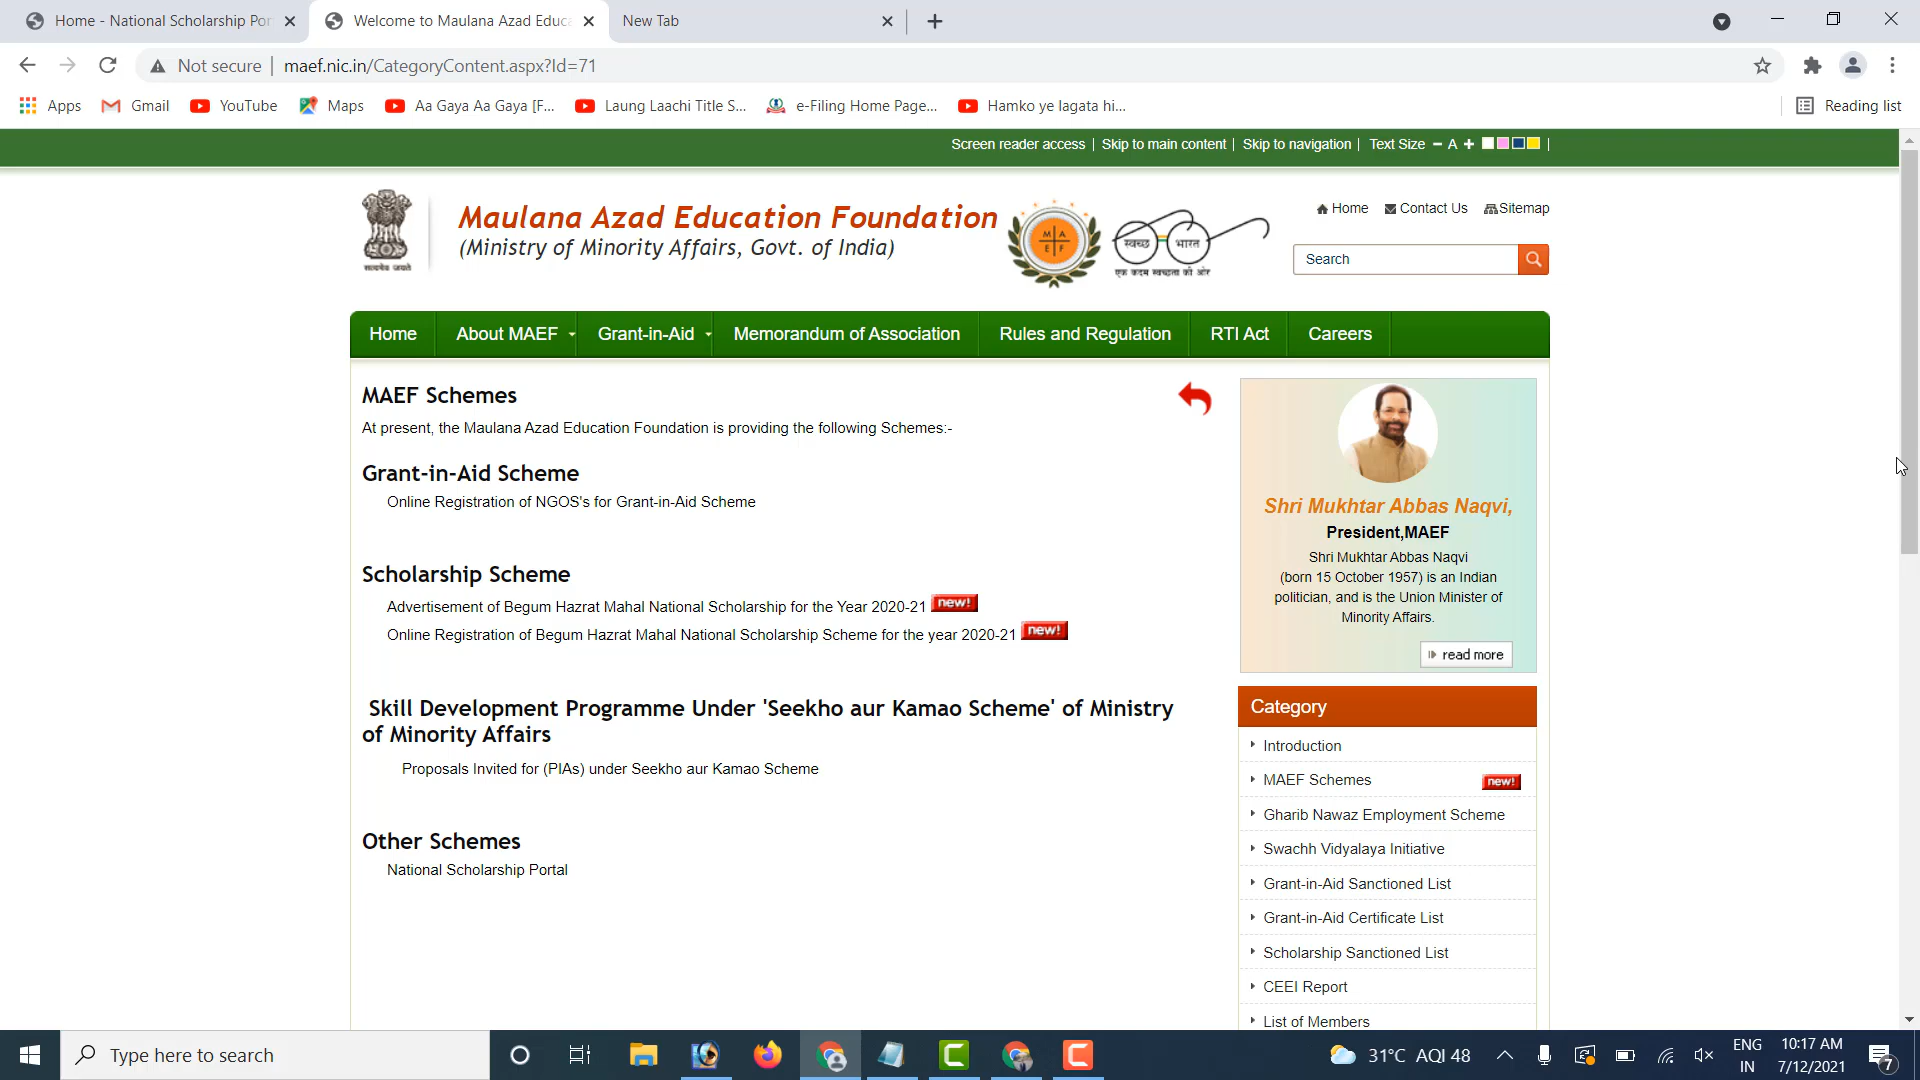 Home - National Scholarship Por
Welcome to Maulana Azad Educa
New Tab
Not secure
maef.nic.in/CategoryContent.aspx?Id=71
Apps
Gmail
YouTube
Maps
Aa Gaya Aa Gaya [F...
Laung Laachi Title S...
e-Filing Home Page...
Hamko ye lagata hi...
Reading list
Screen reader access | Skip to main content | Skip to navigation | Text Size - A + |
सत्यमेव जयते
Maulana Azad Education Foundation
(Ministry of Minority Affairs, Govt. of India)
M A
E F
स्वच्छ भारत
एक कदम स्वच्छता की ओर
Home
Contact Us
Sitemap
Search
Home
About MAEF
Grant-in-Aid
Memorandum of Association
Rules and Regulation
RTI Act
Careers
MAEF Schemes
At present, the Maulana Azad Education Foundation is providing the following Schemes:-
Grant-in-Aid Scheme
Online Registration of NGOS's for Grant-in-Aid Scheme
Scholarship Scheme
Advertisement of Begum Hazrat Mahal National Scholarship for the Year 2020-21 new!
Online Registration of Begum Hazrat Mahal National Scholarship Scheme for the year 2020-21 new!
Skill Development Programme Under 'Seekho aur Kamao Scheme' of Ministry
of Minority Affairs
Proposals Invited for (PIAs) under Seekho aur Kamao Scheme
Other Schemes
National Scholarship Portal
Shri Mukhtar Abbas Naqvi,
President,MAEF
Shri Mukhtar Abbas Naqvi
(born 15 October 1957) is an Indian
politician, and is the Union Minister of
Minority Affairs.
read more
Category
Introduction
MAEF Schemes new!
Gharib Nawaz Employment Scheme
Swachh Vidyalaya Initiative
Grant-in-Aid Sanctioned List
Grant-in-Aid Certificate List
Scholarship Sanctioned List
CEEI Report
List of Members
Type here to search
31°C AQI 48
ENG
IN
10:17 AM
7/12/2021
7